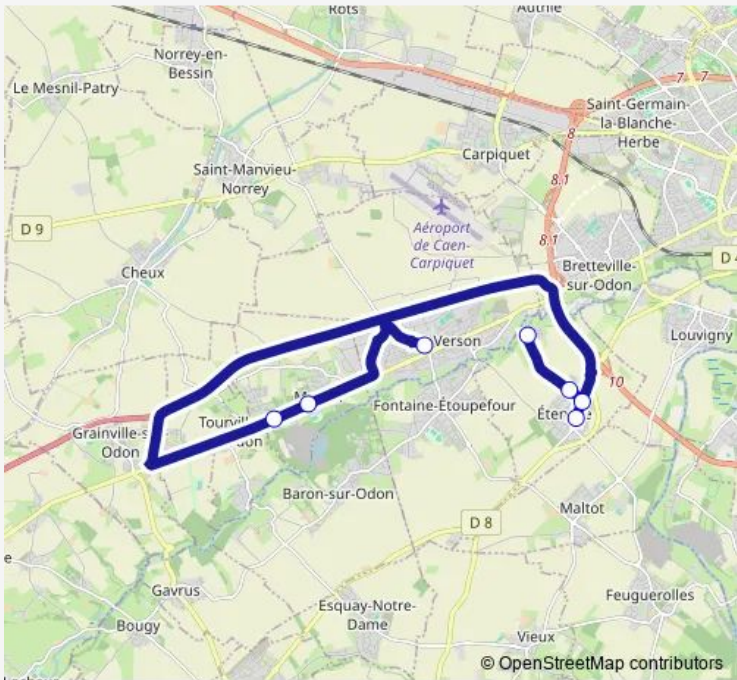 Rots
Authie
Norrey-en-
Bessin
Le Mesnil-Patry
7
7
Saint-Germain-
la-Blanche-
Herbe
8
Carpiquet
Saint-Manvieu-
Norrey
8.1
D 9
8.1
Aéroport
de Caen-
Carpiquet
Cheux
Bretteville-
sur-Odon
D 4
Verson
Louvigny
10
Fontaine-Étoupefour
Grainville-s
Odon
Baron-sur-Odon
D 8
Maltot
Gavrus
Feuguerolles
Esquay-Notre-
Dame
Bougy
Vieux
© OpenStreetMap contributors